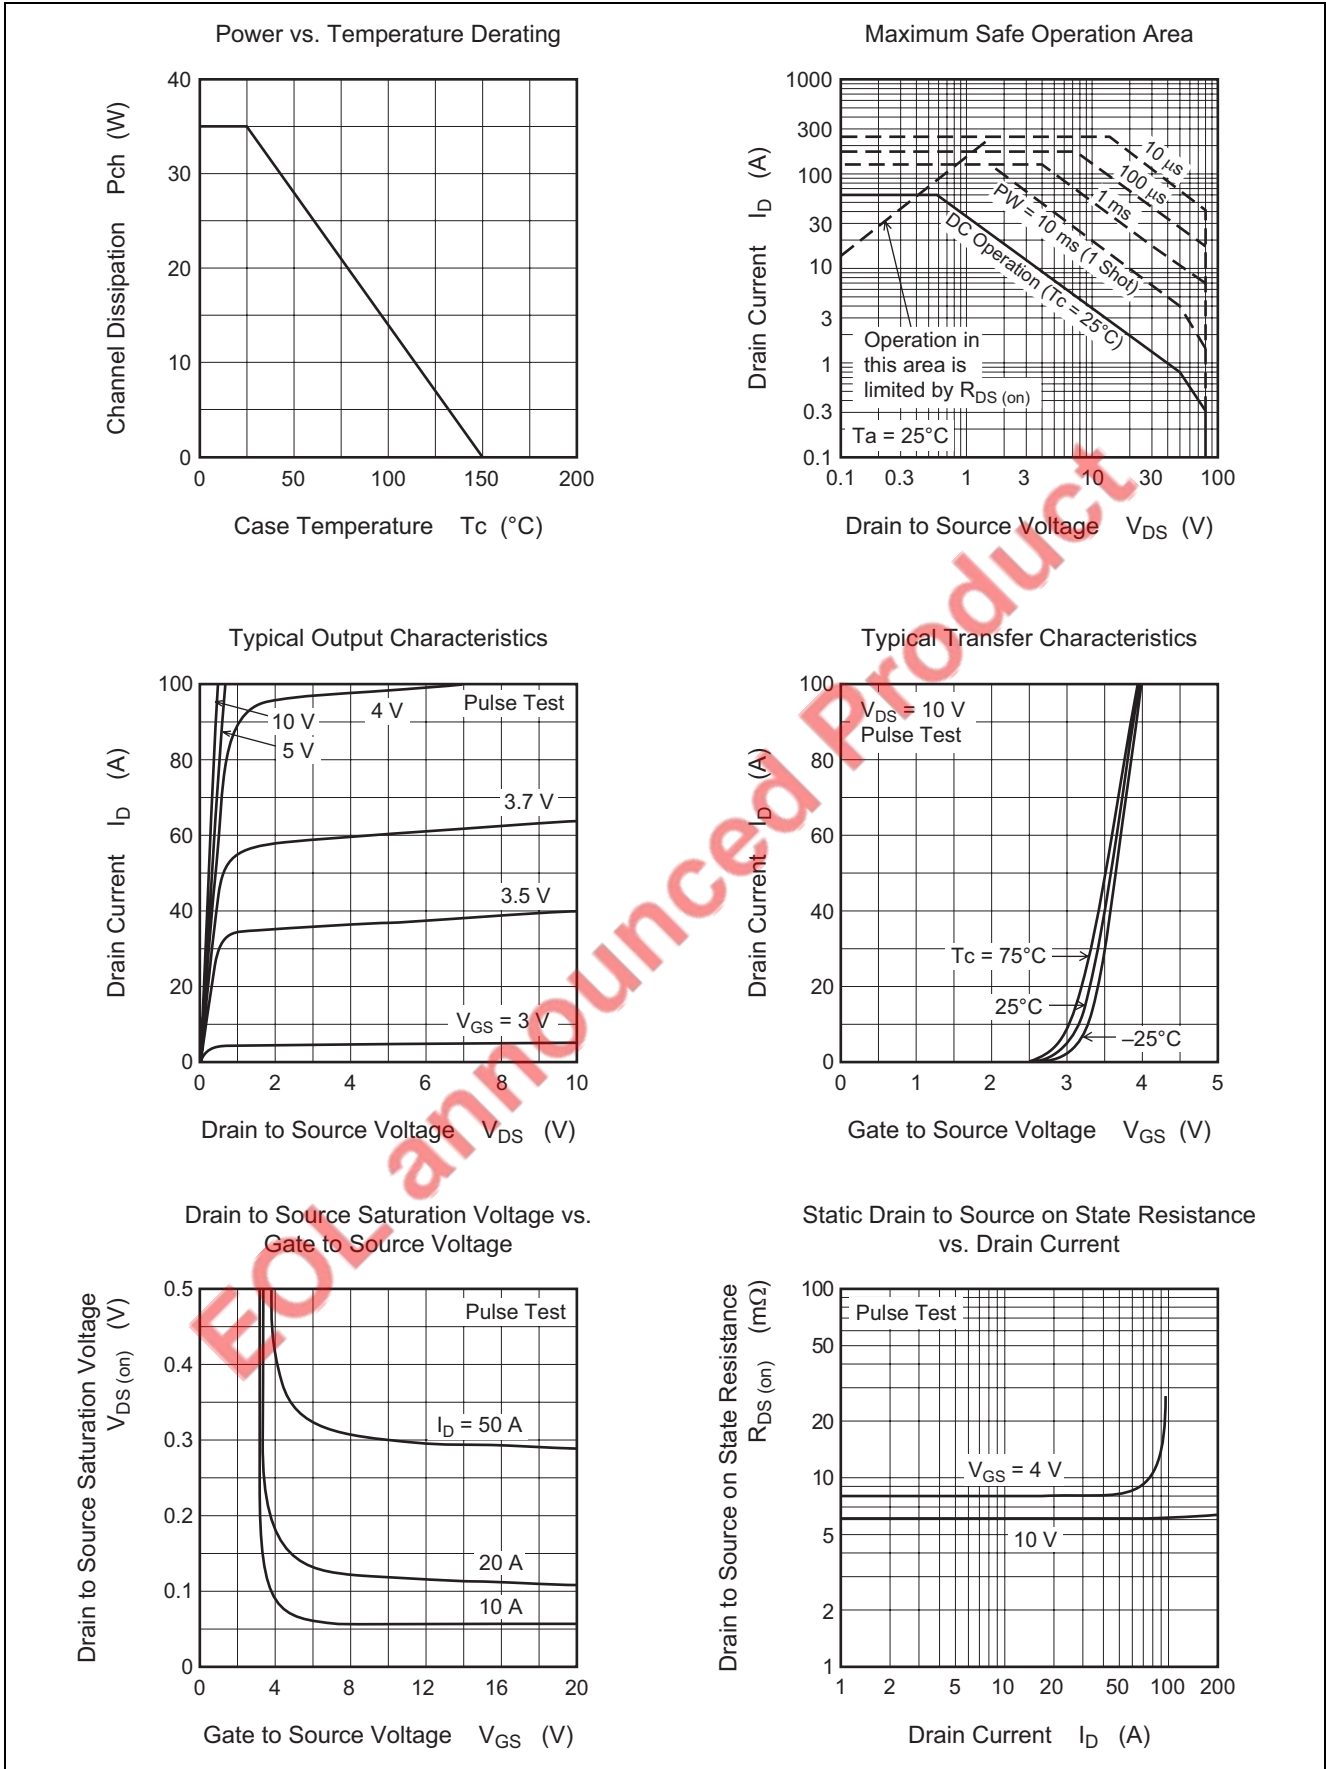 Power vs. Temperature Derating
40
30
20
10
0
0 50 100 150 200
Channel Dissipation Pch (W)
Case Temperature Tc (°C)
Maximum Safe Operation Area
1000
300
100
30
10
3
1
0.3
0.1
0.1 0.3 1 3 10 30 100
Drain Current ID (A)
10 µs
100 µs
1 ms
PW = 10 ms (1 Shot)
DC Operation (Tc = 25°C)
Operation in
this area is
limited by RDS (on)
Ta = 25°C
Drain to Source Voltage VDS (V)
Typical Output Characteristics
100
80
60
40
20
0
0 2 4 6 8 10
Drain Current ID (A)
Pulse Test
10 V
5 V
4 V
3.7 V
3.5 V
VGS = 3 V
Drain to Source Voltage VDS (V)
Typical Transfer Characteristics
100
80
60
40
20
0
0 1 2 3 4 5
Drain Current ID (A)
VDS = 10 V
Pulse Test
Tc = 75°C
25°C
–25°C
Gate to Source Voltage VGS (V)
Drain to Source Saturation Voltage vs.
Gate to Source Voltage
0.5
0.4
0.3
0.2
0.1
0
0 4 8 12 16 20
Drain to Source Saturation Voltage
VDS (on) (V)
Pulse Test
ID = 50 A
20 A
10 A
Gate to Source Voltage VGS (V)
Static Drain to Source on State Resistance
vs. Drain Current
100
50
20
10
5
2
1
1 2 5 10 20 50 100 200
Drain to Source on State Resistance
RDS (on) (mΩ)
Pulse Test
VGS = 4 V
10 V
Drain Current ID (A)
EOL announced Product